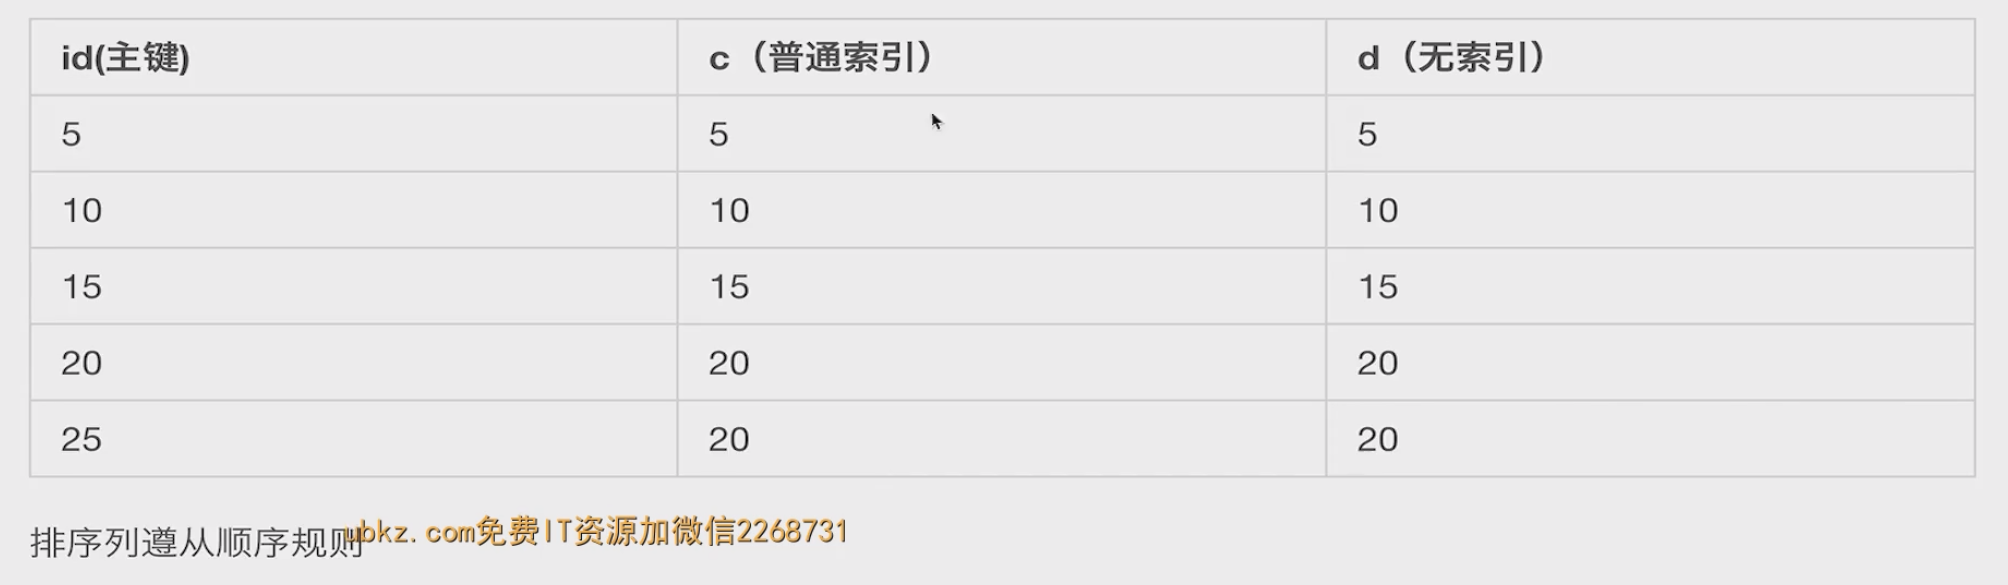 id(主键) c（普通索引） d（无索引）
5 5 5
10 10 10
15 15 15
20 20 20
25 20 20
排序列遵从顺序规则
ubkz.com免费IT资源加微信2268731